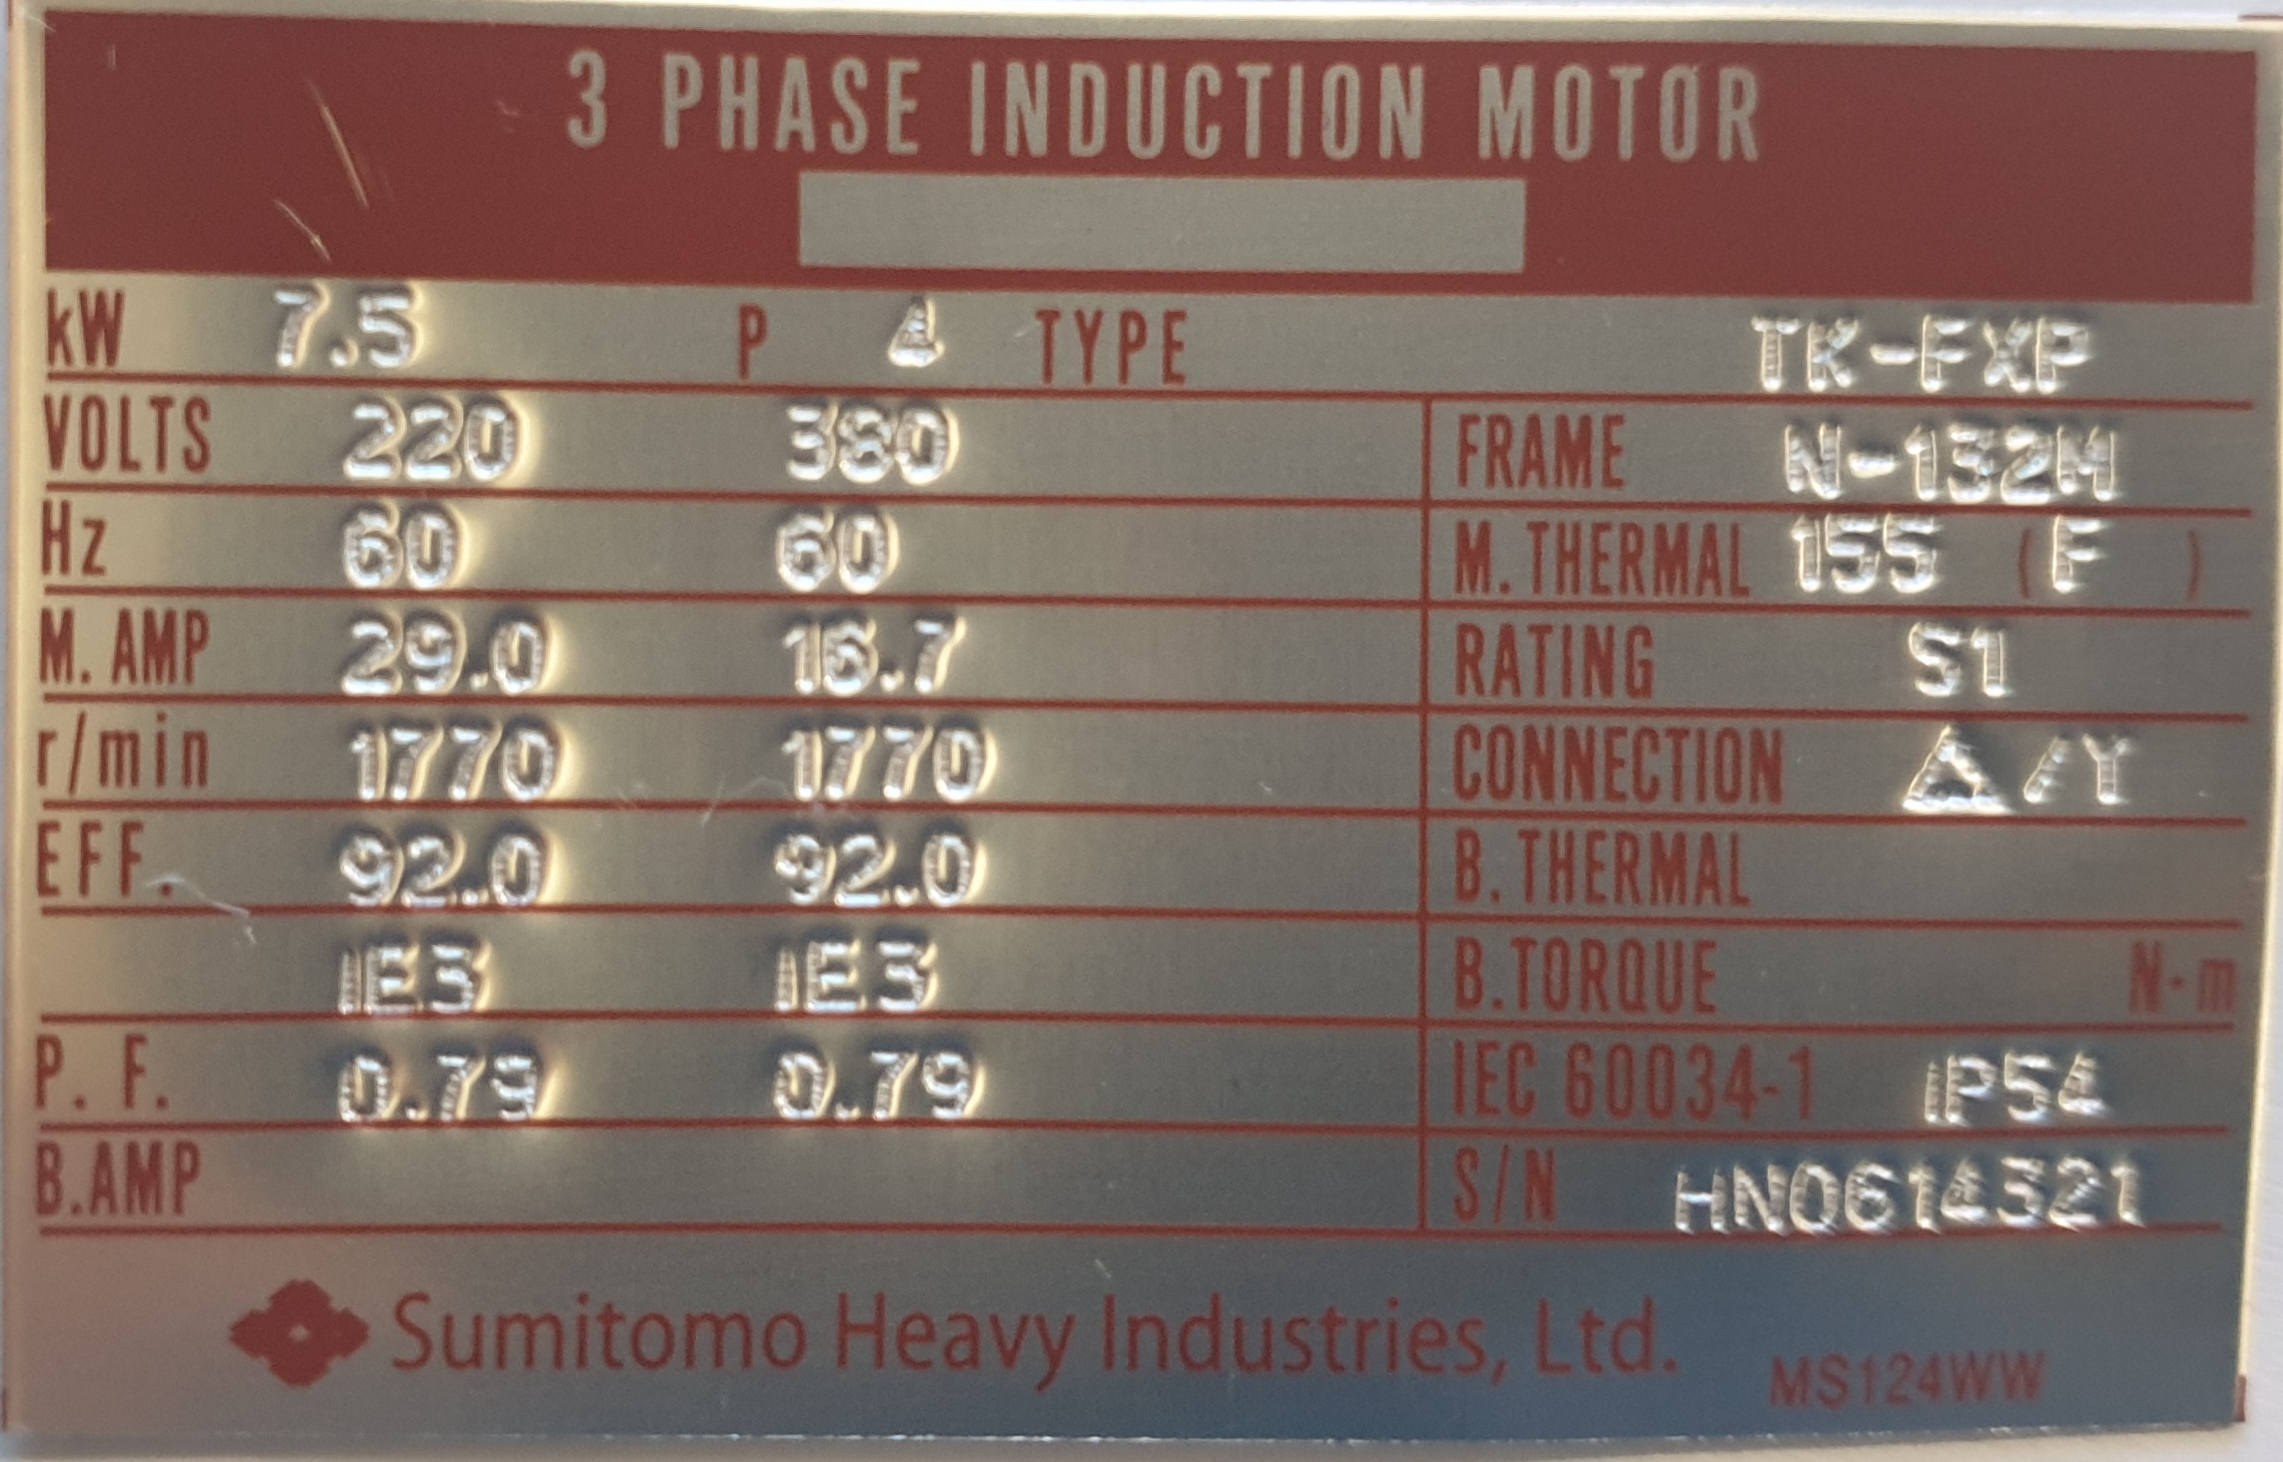 3 PHASE INDUCTION MOTOR
kW 7.5 P 4 TYPE TK-FXP
VOLTS 220 380 FRAME N-132M
Hz 60 60 M. THERMAL 155 ( F )
M. AMP 29.0 16.7 RATING S1
r/min 1770 1770 CONNECTION △/Y
EFF. 92.0 92.0 B. THERMAL
IE3 IE3 B.TORQUE N·m
P. F. 0.79 0.79 IEC 60034-1 IP54
B.AMP S/N HN0614321
Sumitomo Heavy Industries, Ltd.
MS124WW